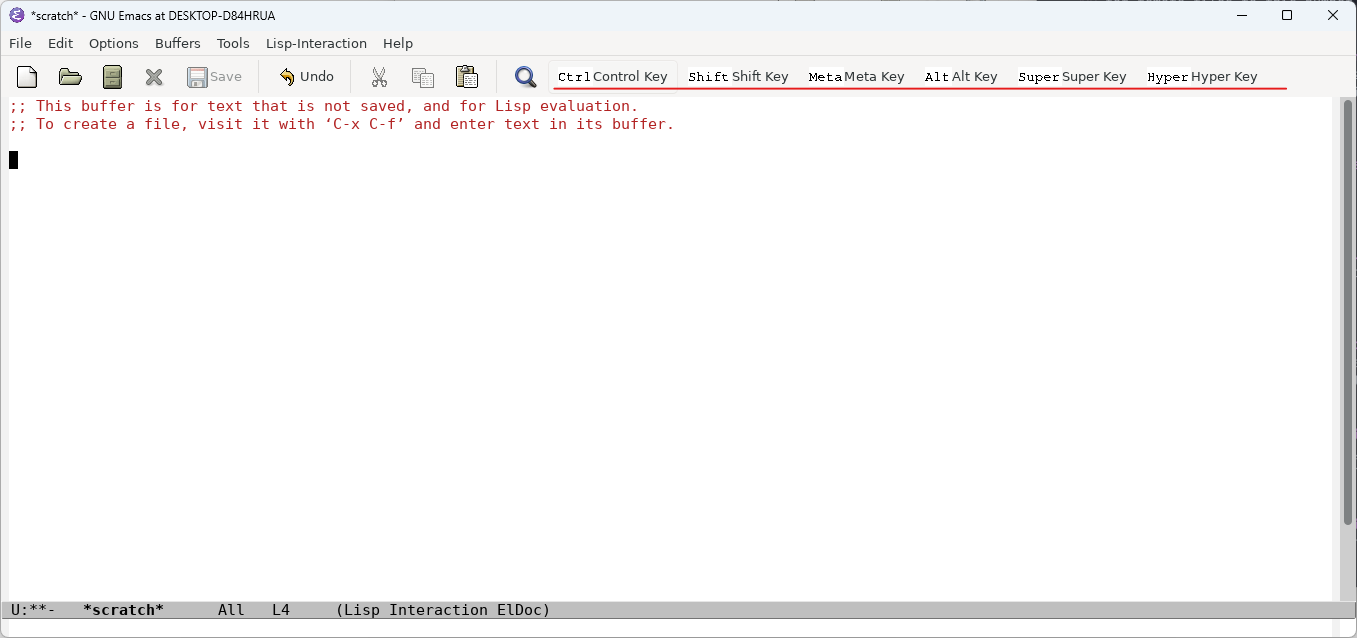 *scratch* - GNU Emacs at DESKTOP-D84HRUA
File Edit Options Buffers Tools Lisp-Interaction Help
Save Undo Ctrl Control Key Shift Shift Key Meta Meta Key Alt Alt Key Super Super Key Hyper Hyper Key
;; This buffer is for text that is not saved, and for Lisp evaluation.
;; To create a file, visit it with ‘C-x C-f’ and enter text in its buffer.
U:**- *scratch* All L4 (Lisp Interaction ElDoc)